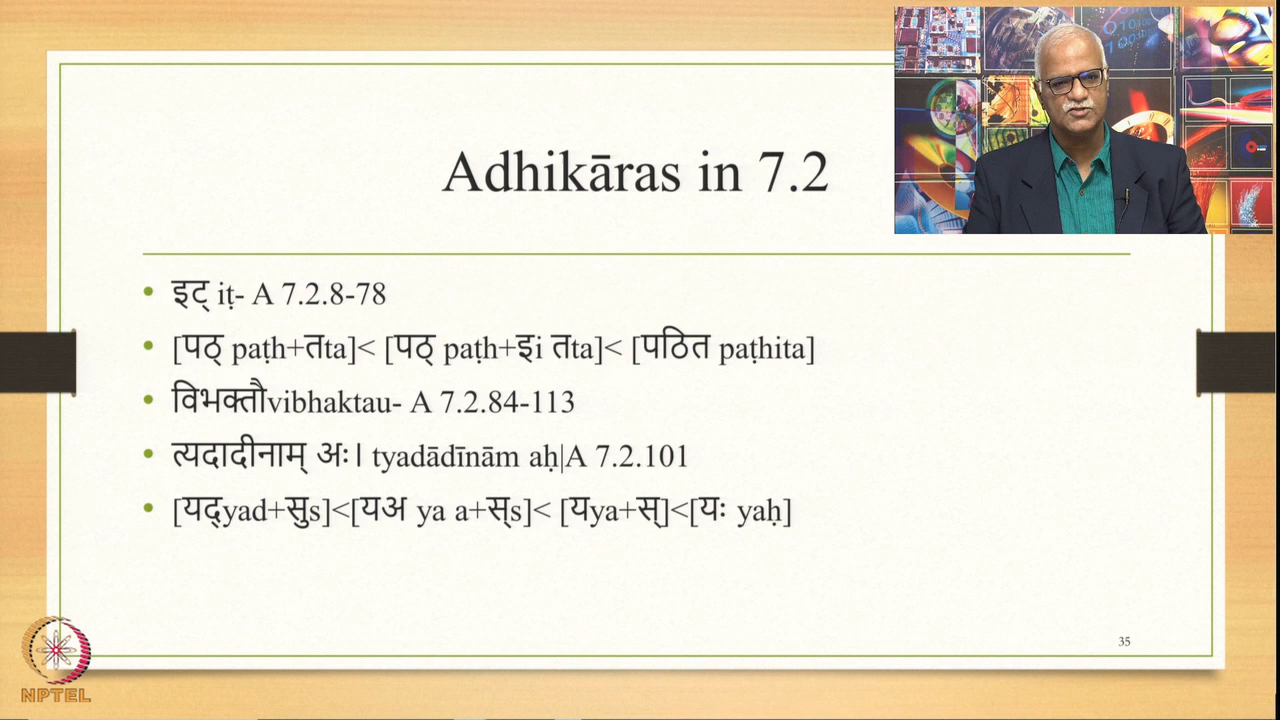 Adhikāras in 7.2
• इट् iṭ- A 7.2.8-78
• [पठ् paṭh+तta]< [पठ् paṭh+इi तta]< [पठित paṭhita]
• विभक्तौvibhaktau- A 7.2.84-113
• त्यदादीनाम् अः। tyadādīnām aḥ|A 7.2.101
• [यद्yad+सुs]<[यअ ya a+स्s]< [यya+स्]<[यः yaḥ]
35
NPTEL